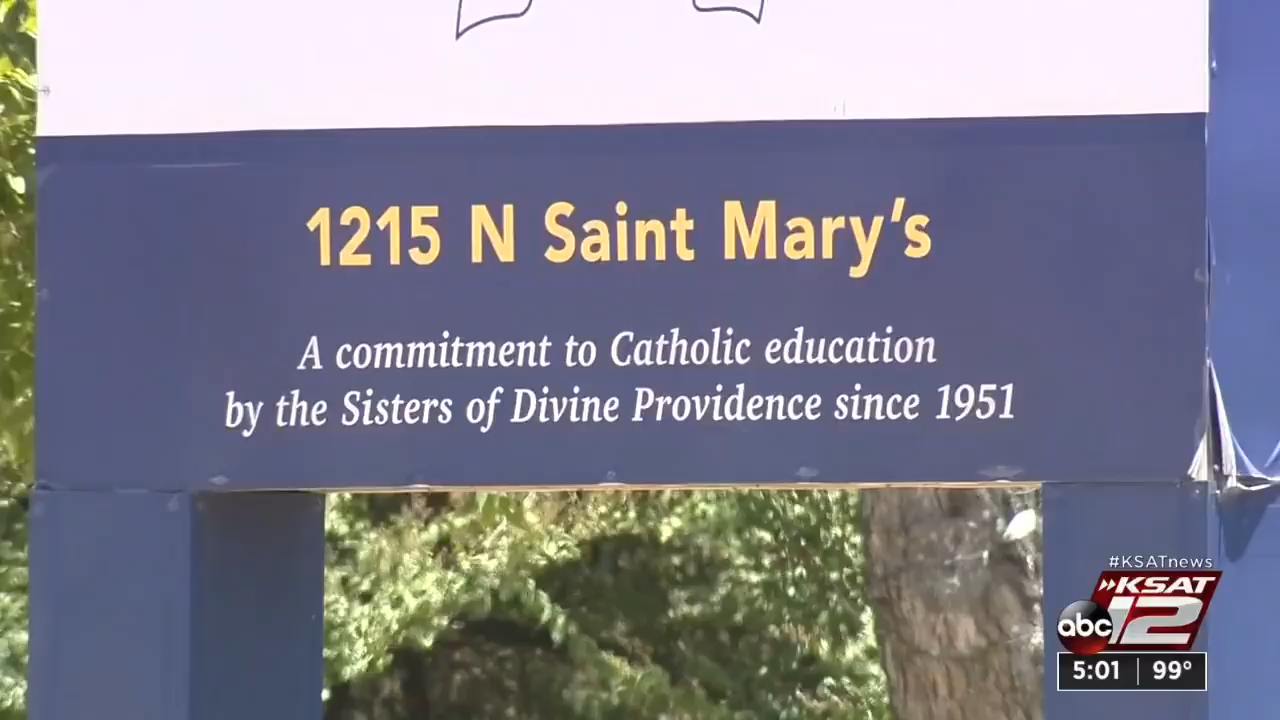 1215 N Saint Mary's
A commitment to Catholic education
by the Sisters of Divine Providence since 1951
#KSATnews
KSAT
abc 12
5:01 99°